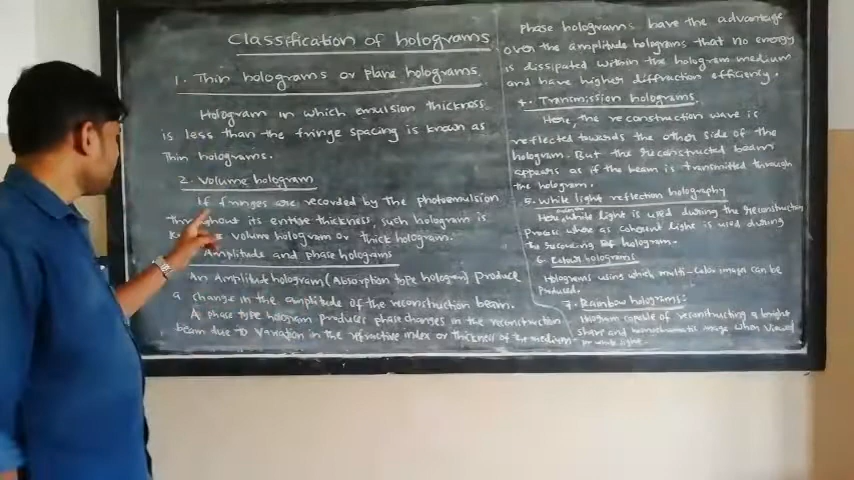 Classification of holograms
1. Thin holograms or plane holograms.
Hologram in which emulsion thickness
is less than the fringe spacing is known as
Thin holograms.
2. Volume hologram
If fringes are recorded by the photoemulsion
throughout its entire thickness, such hologram is
volume hologram or thick hologram.
Amplitude and phase holograms
An Amplitude hologram (Absorption type hologram) produce
a change in the amplitude of the reconstruction beam.
A phase type hologram produces phase changes in the reconstruction
beam due to variation in the refractive index or thickness of the medium
Phase holograms have the advantage
over the amplitude holograms that no energy
is dissipated within the hologram medium
and have higher diffraction efficiency.
4. Transmission holograms.
Here, the reconstruction wave is
reflected towards the other side of the
hologram. But the reconstructed beam
appears as if the beam is transmitted through
the hologram.
5. White light reflection holography
Here, white light is used during the reconstruction
where as coherent light is used during
the recording of hologram.
6. Colour holograms
Holograms using which multi-color images can be
Produced.
7. Rainbow holograms:
capable of reconstructing a bright
sharp and monochromatic image when viewed
in white light.